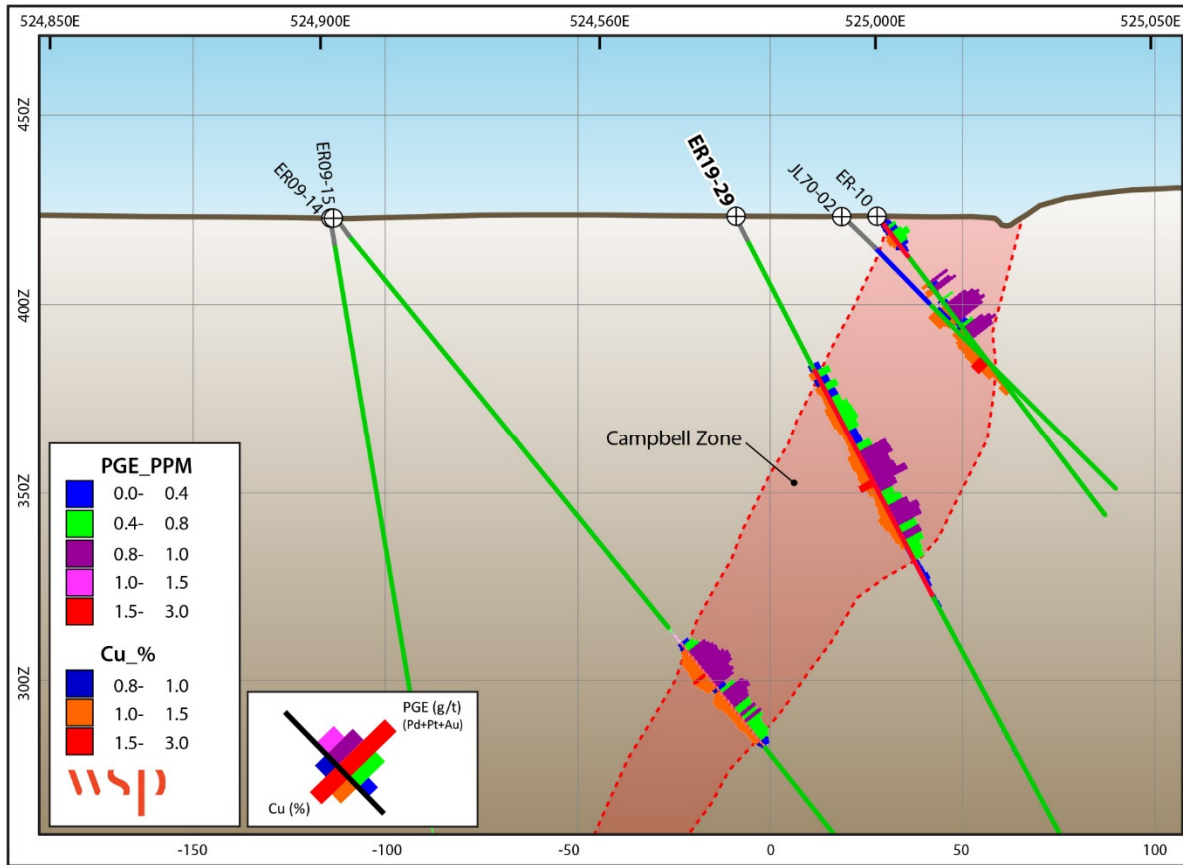 524,850E
524,900E
524,560E
525,000E
525,050E
450Z
400Z
350Z
300Z
ER09-14
ER09-15
ER19-29
JL70-02
ER-10
Campbell Zone
PGE_PPM
0.0- 0.4
0.4- 0.8
0.8- 1.0
1.0- 1.5
1.5- 3.0
Cu_%
0.8- 1.0
1.0- 1.5
1.5- 3.0
wsp
PGE (g/t)
(Pd+Pt+Au)
Cu (%)
-150
-100
-50
0
50
100